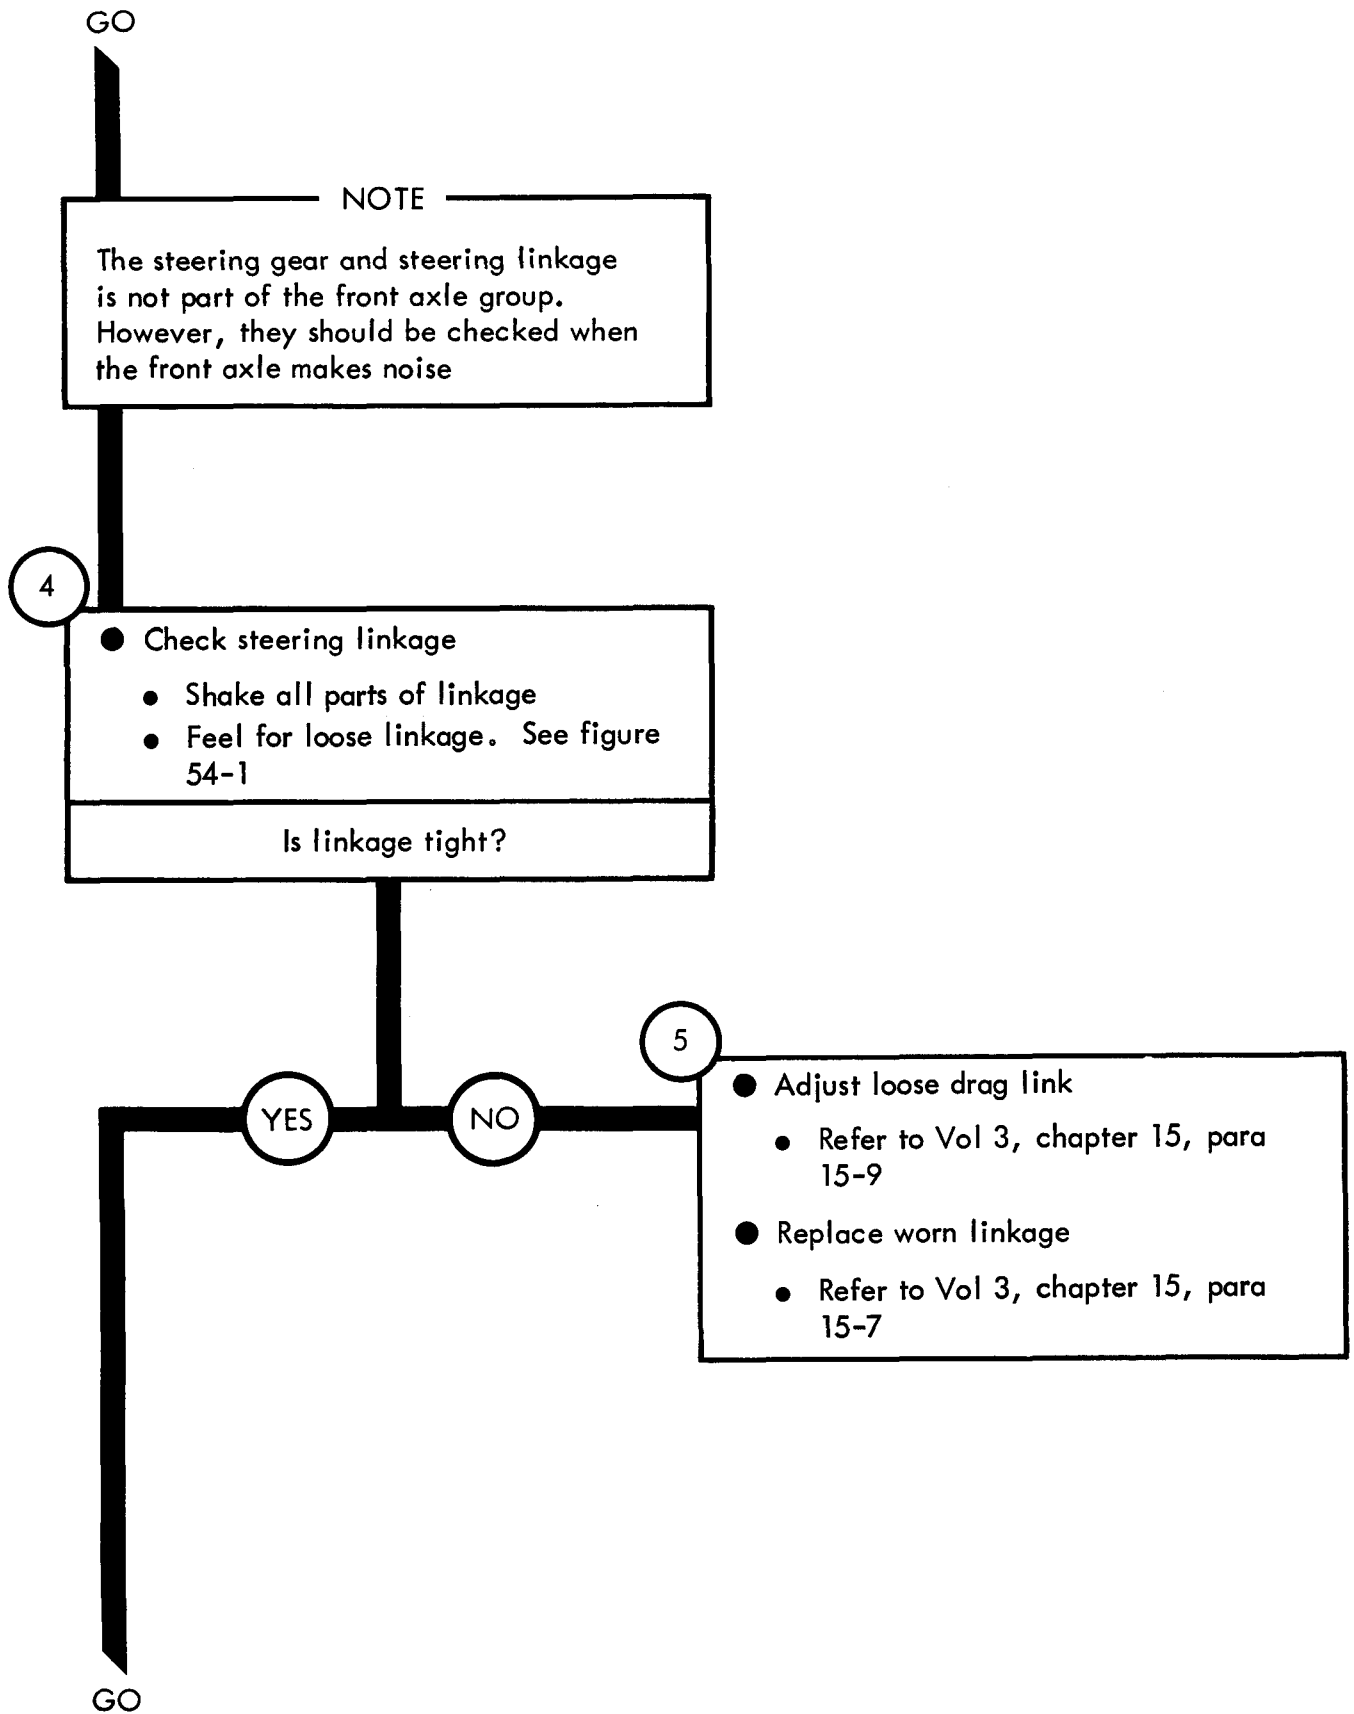 GO
NOTE
The steering gear and steering linkage
is not part of the front axle group.
However, they should be checked when
the front axle makes noise
4
● Check steering linkage
● Shake all parts of linkage
● Feel for loose linkage. See figure
54-1
Is linkage tight?
YES
NO
5
● Adjust loose drag link
● Refer to Vol 3, chapter 15, para
15-9
● Replace worn linkage
● Refer to Vol 3, chapter 15, para
15-7
GO